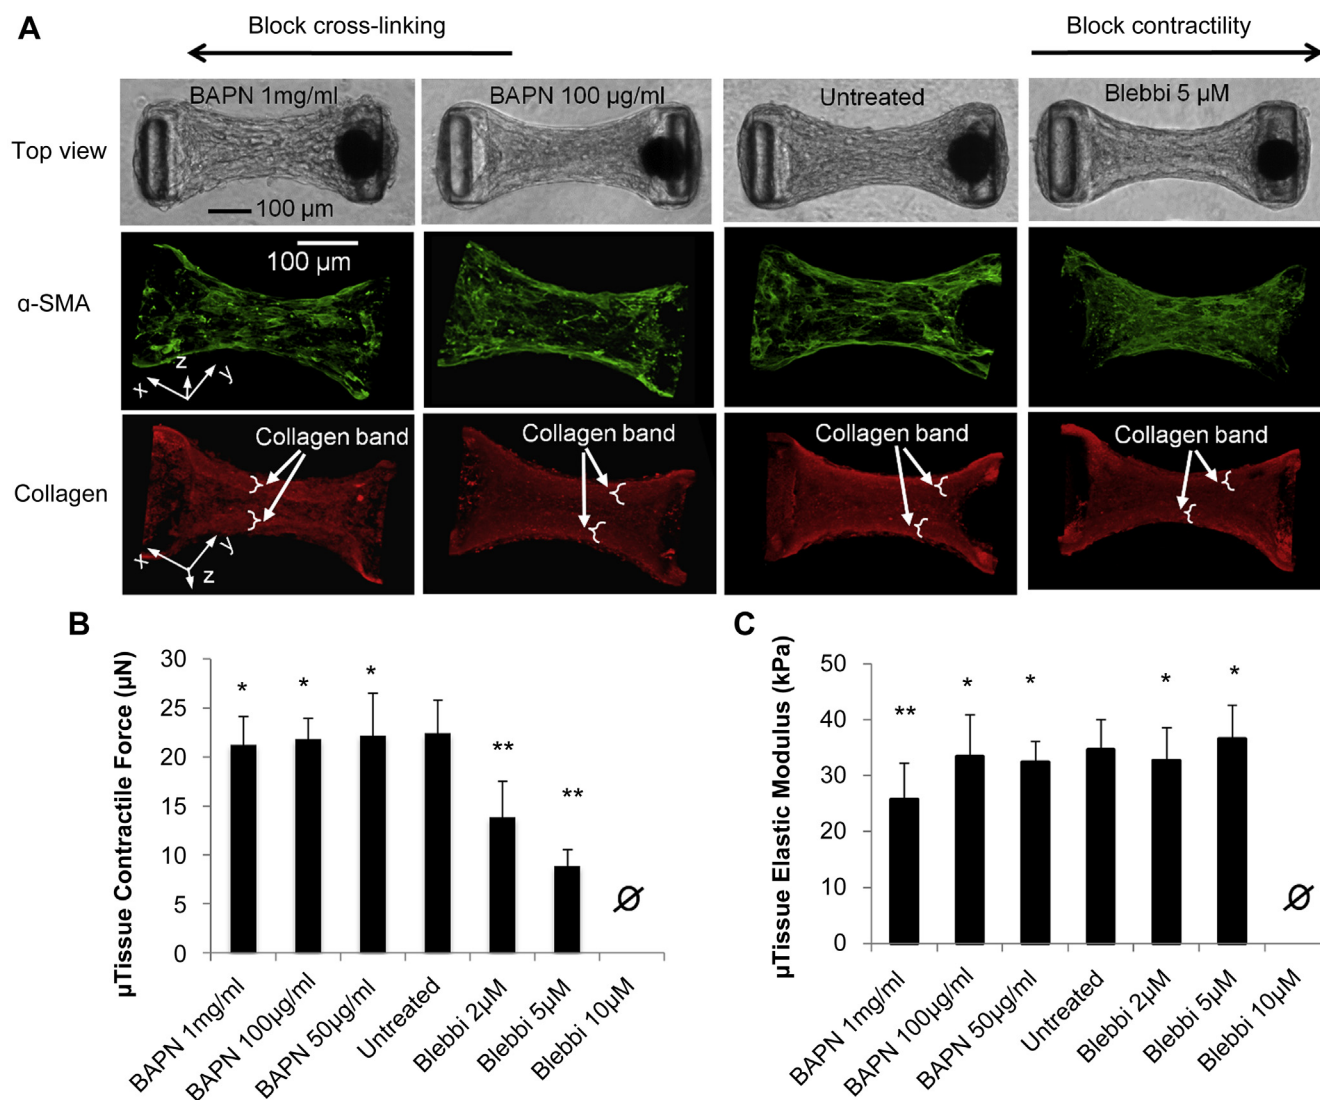 A
Block cross-linking
Block contractility
BAPN 1mg/ml
BAPN 100 µg/ml
Untreated
Blebbi 5 µM
Top view
100 µm
100 µm
α-SMA
x
z
y
Collagen band
Collagen band
Collagen band
Collagen band
Collagen
x
z
y
B
µTissue Contractile Force (µN)
30
25
20
15
10
5
0
*
*
*
**
**
Ø
BAPN 1mg/ml
BAPN 100µg/ml
BAPN 50µg/ml
Untreated
Blebbi 2µM
Blebbi 5µM
Blebbi 10µM
C
µTissue Elastic Modulus (kPa)
50
40
30
20
10
0
**
*
*
*
*
Ø
BAPN 1mg/ml
BAPN 100µg/ml
BAPN 50µg/ml
Untreated
Blebbi 2µM
Blebbi 5µM
Blebbi 10µM